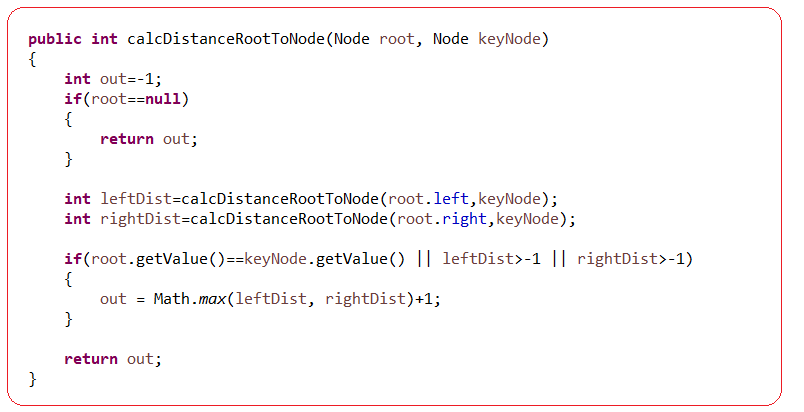 public int calcDistanceRootToNode(Node root, Node keyNode)
{
    int out=-1;
    if(root==null)
    {
        return out;
    }

    int leftDist=calcDistanceRootToNode(root.left,keyNode);
    int rightDist=calcDistanceRootToNode(root.right,keyNode);

    if(root.getValue()==keyNode.getValue() || leftDist>-1 || rightDist>-1)
    {
        out = Math.max(leftDist, rightDist)+1;
    }

    return out;
}